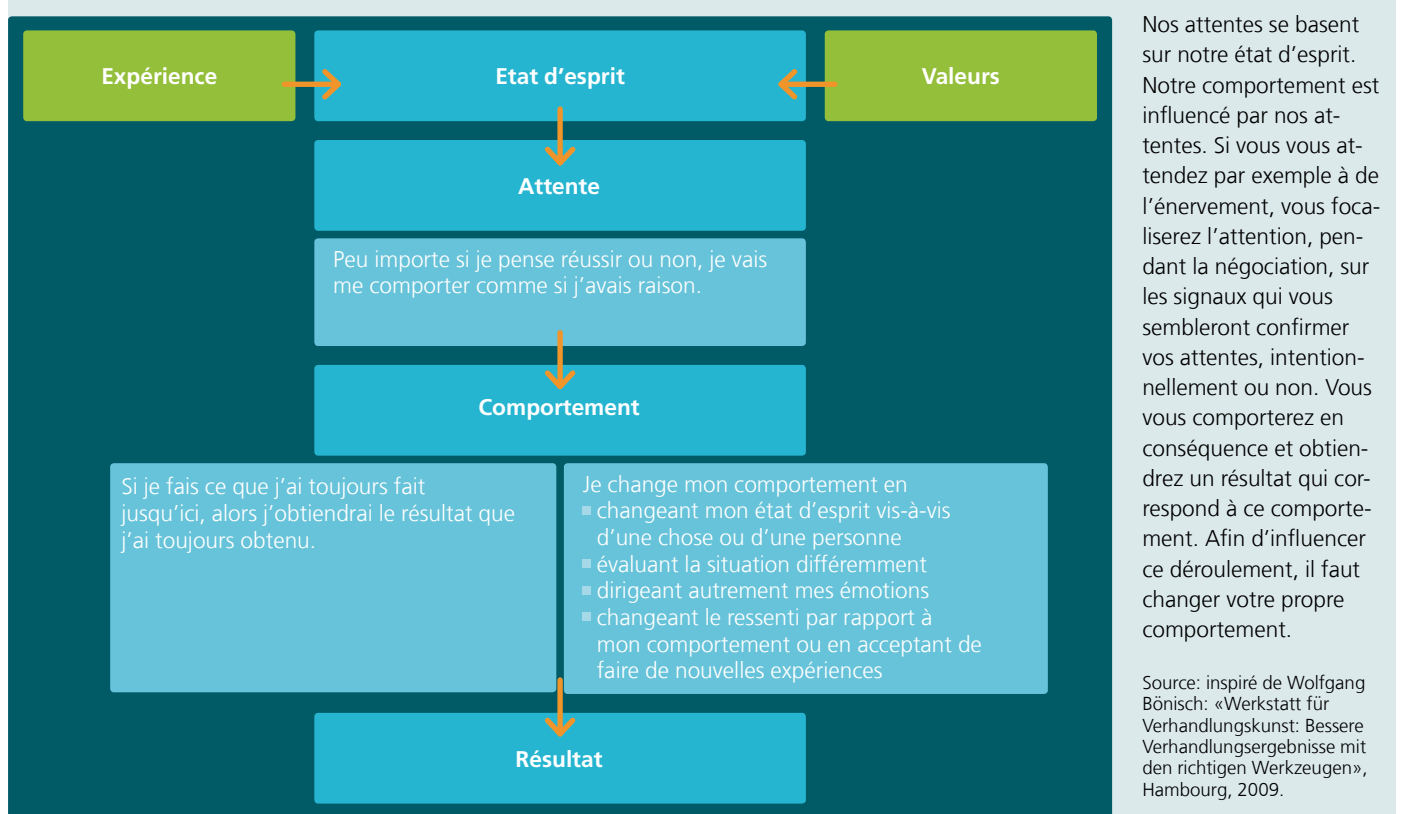 Expérience
Etat d’esprit
Valeurs
Attente
Peu importe si je pense réussir ou non, je vais
me comporter comme si j’avais raison.
Comportement
Si je fais ce que j’ai toujours fait
jusqu’ici, alors j’obtiendrai le résultat que
j’ai toujours obtenu.
Je change mon comportement en
changeant mon état d’esprit vis-à-vis
d’une chose ou d’une personne
évaluant la situation différemment
dirigeant autrement mes émotions
changeant le ressenti par rapport à
mon comportement ou en acceptant de
faire de nouvelles expériences
Résultat
Nos attentes se basent
sur notre état d’esprit.
Notre comportement est
influencé par nos at-
tentes. Si vous vous at-
tendez par exemple à de
l’énervement, vous foca-
liserez l’attention, pen-
dant la négociation, sur
les signaux qui vous
sembleront confirmer
vos attentes, intention-
nellement ou non. Vous
vous comporterez en
conséquence et obtien-
drez un résultat qui cor-
respond à ce comporte-
ment. Afin d’influencer
ce déroulement, il faut
changer votre propre
comportement.
Source: inspiré de Wolfgang
Bönisch: «Werkstatt für
Verhandlungskunst: Bessere
Verhandlungsergebnisse mit
den richtigen Werkzeugen»,
Hambourg, 2009.